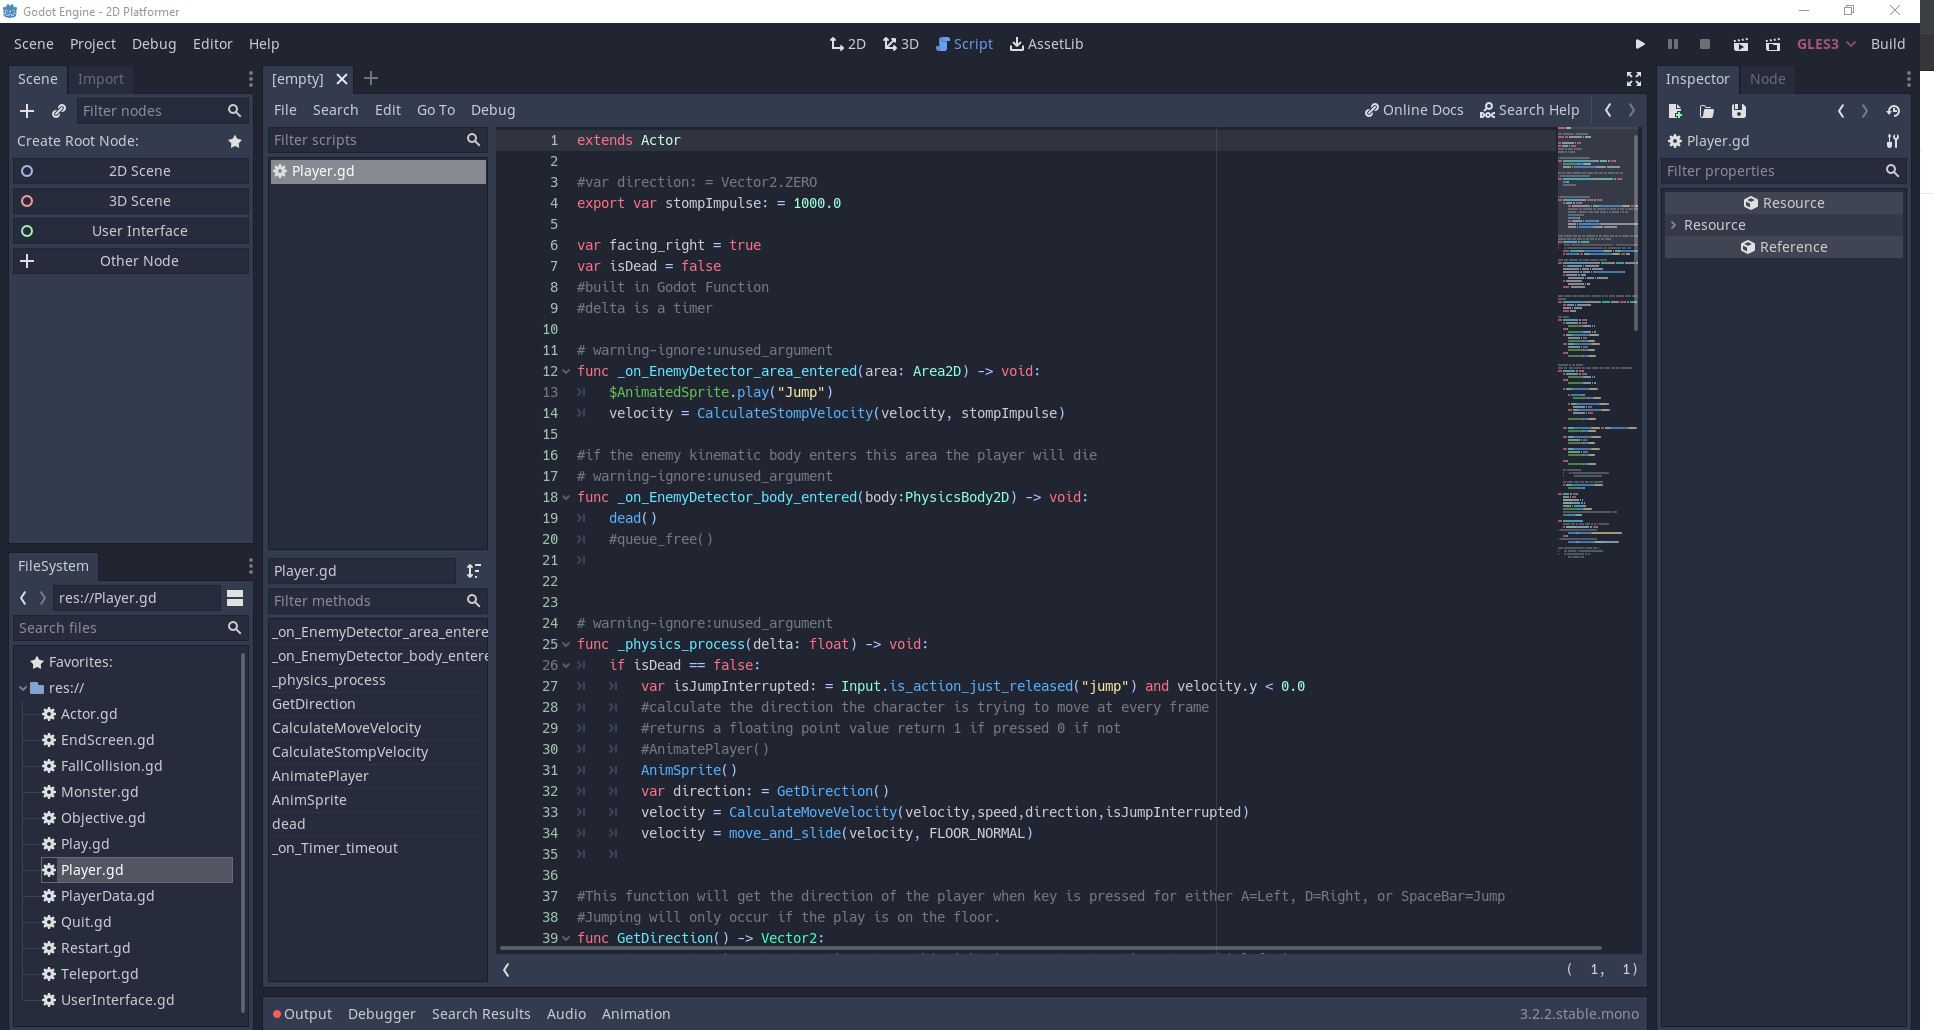 Godot Engine - 2D Platformer
Scene Project Debug Editor Help
2D 3D Script AssetLib
GLES3 Build
Scene Import
Filter nodes
Create Root Node:
2D Scene
3D Scene
User Interface
Other Node
FileSystem
res://Player.gd
Search files
Favorites:
res://
Actor.gd
EndScreen.gd
FallCollision.gd
Monster.gd
Objective.gd
Play.gd
Player.gd
PlayerData.gd
Quit.gd
Restart.gd
Teleport.gd
UserInterface.gd
[empty]
File Search Edit Go To Debug
Online Docs Search Help
Filter scripts
Player.gd
Player.gd
Filter methods
_on_EnemyDetector_area_entere
_on_EnemyDetector_body_entere
_physics_process
GetDirection
CalculateMoveVelocity
CalculateStompVelocity
AnimatePlayer
AnimSprite
dead
_on_Timer_timeout
1 extends Actor
2
3 #var direction: = Vector2.ZERO
4 export var stompImpulse: = 1000.0
5
6 var facing_right = true
7 var isDead = false
8 #built in Godot Function
9 #delta is a timer
10
11 # warning-ignore:unused_argument
12 func _on_EnemyDetector_area_entered(area: Area2D) -> void:
13 $AnimatedSprite.play("Jump")
14 velocity = CalculateStompVelocity(velocity, stompImpulse)
15
16 #if the enemy kinematic body enters this area the player will die
17 # warning-ignore:unused_argument
18 func _on_EnemyDetector_body_entered(body:PhysicsBody2D) -> void:
19 dead()
20 #queue_free()
21
22
23
24 # warning-ignore:unused_argument
25 func _physics_process(delta: float) -> void:
26 if isDead == false:
27 var isJumpInterrupted: = Input.is_action_just_released("jump") and velocity.y < 0.0
28 #calculate the direction the character is trying to move at every frame
29 #returns a floating point value return 1 if pressed 0 if not
30 #AnimatePlayer()
31 AnimSprite()
32 var direction: = GetDirection()
33 velocity = CalculateMoveVelocity(velocity,speed,direction,isJumpInterrupted)
34 velocity = move_and_slide(velocity, FLOOR_NORMAL)
35
36
37 #This function will get the direction of the player when key is pressed for either A=Left, D=Right, or SpaceBar=Jump
38 #Jumping will only occur if the play is on the floor.
39 func GetDirection() -> Vector2:
( 1, 1)
Output Debugger Search Results Audio Animation
3.2.2.stable.mono
Inspector Node
Player.gd
Filter properties
Resource
Resource
Reference